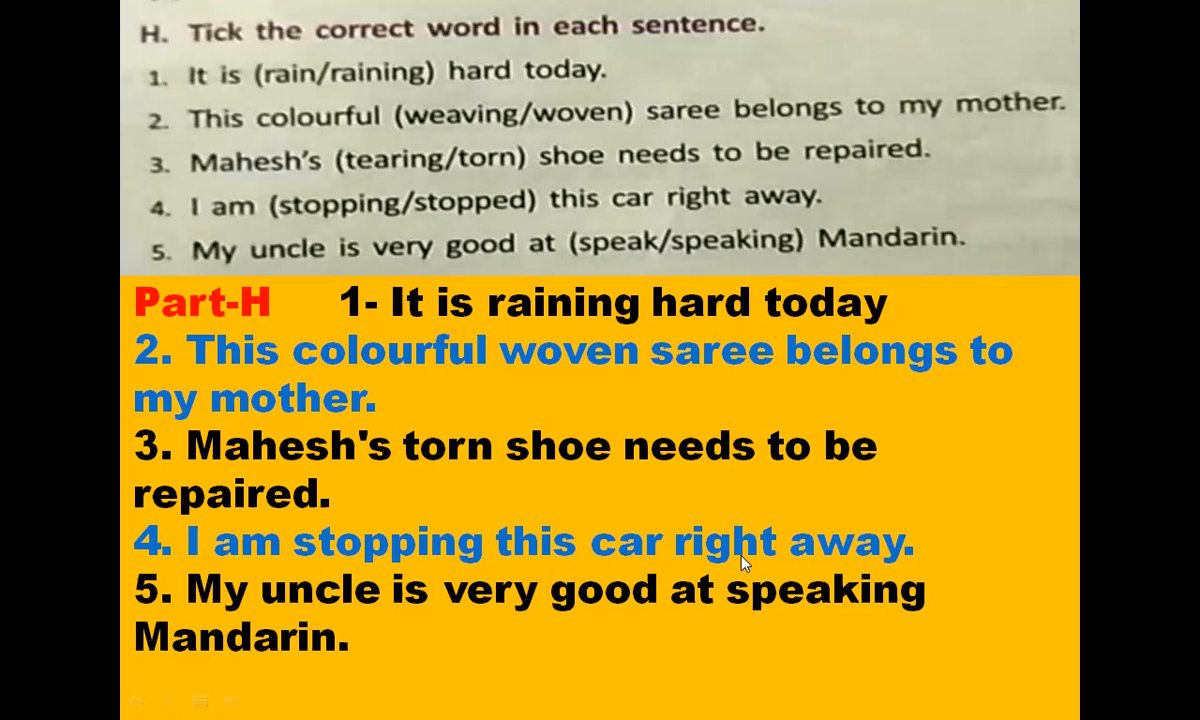 H. Tick the correct word in each sentence.
1. It is (rain/raining) hard today.
2. This colourful (weaving/woven) saree belongs to my mother.
3. Mahesh's (tearing/torn) shoe needs to be repaired.
4. I am (stopping/stopped) this car right away.
5. My uncle is very good at (speak/speaking) Mandarin.
Part-H 1- It is raining hard today
2. This colourful woven saree belongs to
my mother.
3. Mahesh's torn shoe needs to be
repaired.
4. I am stopping this car right away.
5. My uncle is very good at speaking
Mandarin.